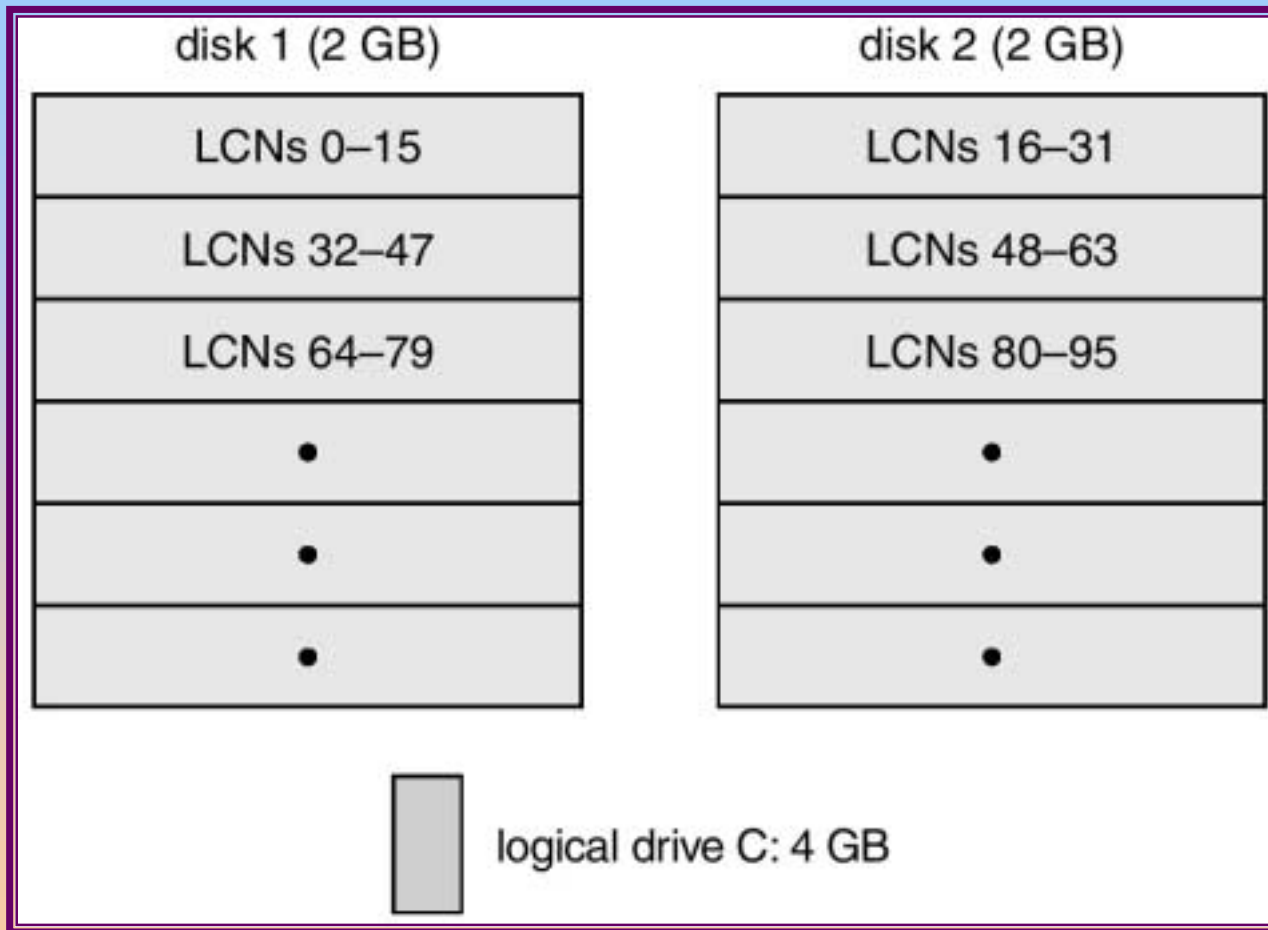 disk 1 (2 GB)
disk 2 (2 GB)
LCNs 0–15
LCNs 16–31
LCNs 32–47
LCNs 48–63
LCNs 64–79
LCNs 80–95
logical drive C: 4 GB